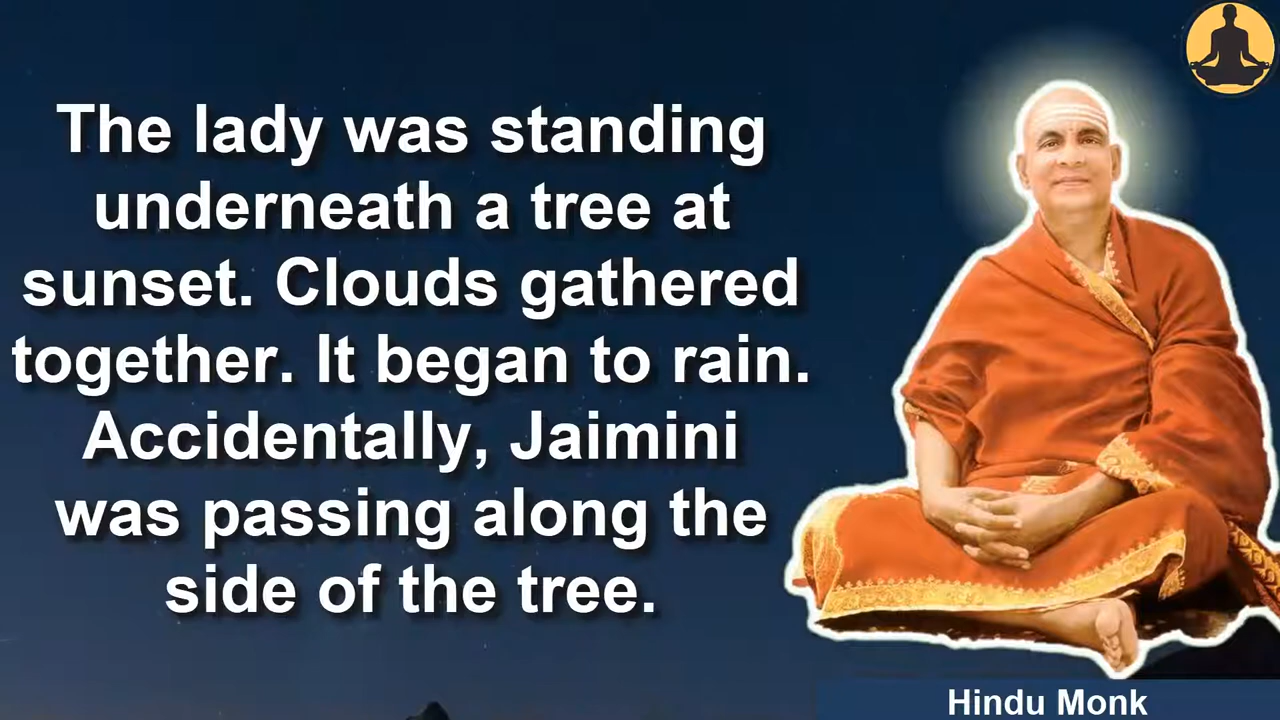 The lady was standing
underneath a tree at
sunset. Clouds gathered
together. It began to rain.
Accidentally, Jaimini
was passing along the
side of the tree.
Hindu Monk